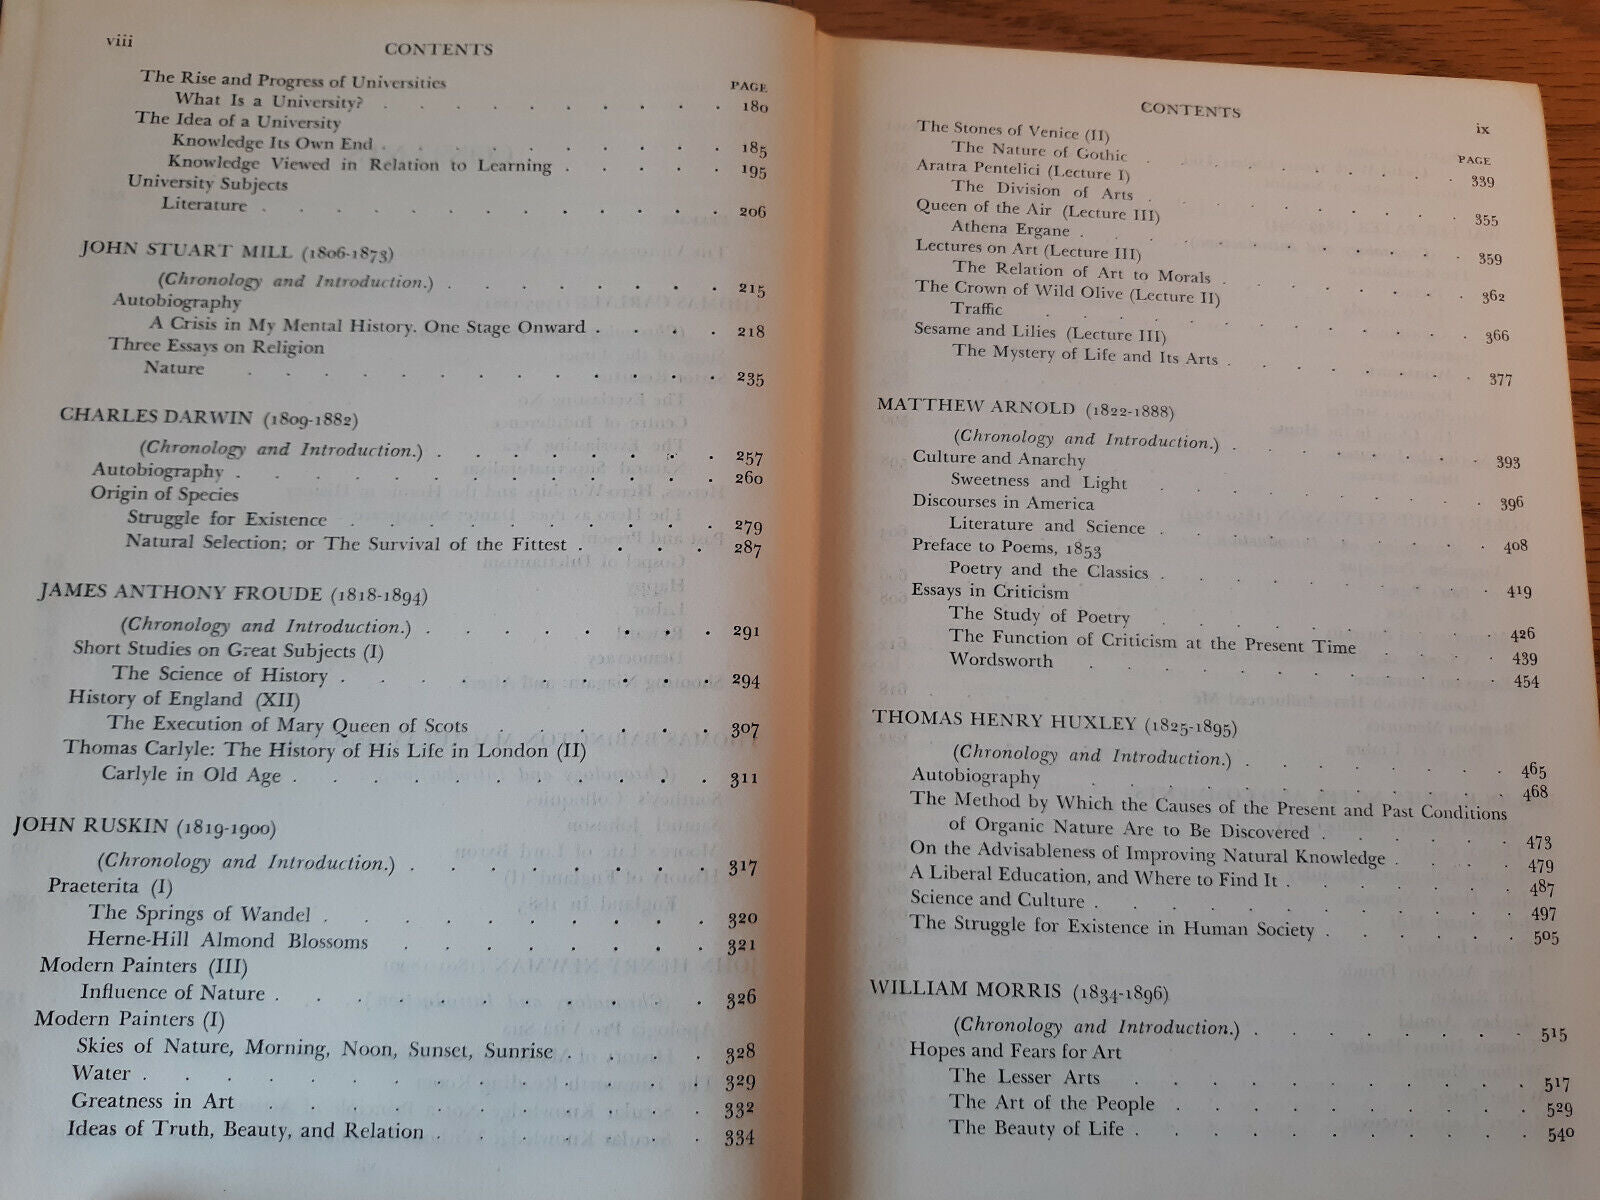 viii
CONTENTS
PAGE
The Rise and Progress of Universities
What Is a University? . . . . . . . . . 180
The Idea of a University
Knowledge Its Own End . . . . . . . . . 185
Knowledge Viewed in Relation to Learning . . . . . 195
University Subjects
Literature . . . . . . . . . . . . 206
JOHN STUART MILL (1806-1873)
(Chronology and Introduction.) . . . . . . . 215
Autobiography
A Crisis in My Mental History. One Stage Onward . . . . 218
Three Essays on Religion
Nature . . . . . . . . . . . . . 235
CHARLES DARWIN (1809-1882)
(Chronology and Introduction.) . . . . . . . . 257
Autobiography . . . . . . . . . . . . . 260
Origin of Species
Struggle for Existence . . . . . . . . . . 279
Natural Selection; or The Survival of the Fittest . . . . 287
JAMES ANTHONY FROUDE (1818-1894)
(Chronology and Introduction.) . . . . . . . . 291
Short Studies on Great Subjects (I)
The Science of History . . . . . . . . . . 294
History of England (XII)
The Execution of Mary Queen of Scots . . . . . . 307
Thomas Carlyle: The History of His Life in London (II)
Carlyle in Old Age . . . . . . . . . . . 311
JOHN RUSKIN (1819-1900)
(Chronology and Introduction.) . . . . . . . . 317
Praeterita (I)
The Springs of Wandel . . . . . . . . . . 320
Herne-Hill Almond Blossoms . . . . . . . . 321
Modern Painters (III)
Influence of Nature . . . . . . . . . . . 326
Modern Painters (I)
Skies of Nature, Morning, Noon, Sunset, Sunrise . . . . 328
Water . . . . . . . . . . . . . . 329
Greatness in Art . . . . . . . . . . . 332
Ideas of Truth, Beauty, and Relation . . . . . . . 334
CONTENTS
ix
PAGE
The Stones of Venice (II)
The Nature of Gothic . . . . . . . . . 339
Aratra Pentelici (Lecture I)
The Division of Arts . . . . . . . . . 355
Queen of the Air (Lecture III)
Athena Ergane . . . . . . . . . . . 359
Lectures on Art (Lecture III)
The Relation of Art to Morals . . . . . . . 362
The Crown of Wild Olive (Lecture II)
Traffic . . . . . . . . . . . . 366
Sesame and Lilies (Lecture III)
The Mystery of Life and Its Arts . . . . . . . 377
MATTHEW ARNOLD (1822-1888)
(Chronology and Introduction.) . . . . . . . 393
Culture and Anarchy
Sweetness and Light . . . . . . . . . 396
Discourses in America
Literature and Science . . . . . . . . . 408
Preface to Poems, 1853
Poetry and the Classics . . . . . . . . . 419
Essays in Criticism
The Study of Poetry . . . . . . . . . 426
The Function of Criticism at the Present Time . . . . 439
Wordsworth . . . . . . . . . . . 454
THOMAS HENRY HUXLEY (1825-1895)
(Chronology and Introduction.) . . . . . . . 465
Autobiography . . . . . . . . . . . 468
The Method by Which the Causes of the Present and Past Conditions
of Organic Nature Are to Be Discovered . . . . . 473
On the Advisableness of Improving Natural Knowledge . . . . 479
A Liberal Education, and Where to Find It . . . . . . 487
Science and Culture . . . . . . . . . . . 497
The Struggle for Existence in Human Society . . . . . . 505
WILLIAM MORRIS (1834-1896)
(Chronology and Introduction.) . . . . . . . . 515
Hopes and Fears for Art
The Lesser Arts . . . . . . . . . . . 517
The Art of the People . . . . . . . . . . 529
The Beauty of Life . . . . . . . . . . . 540